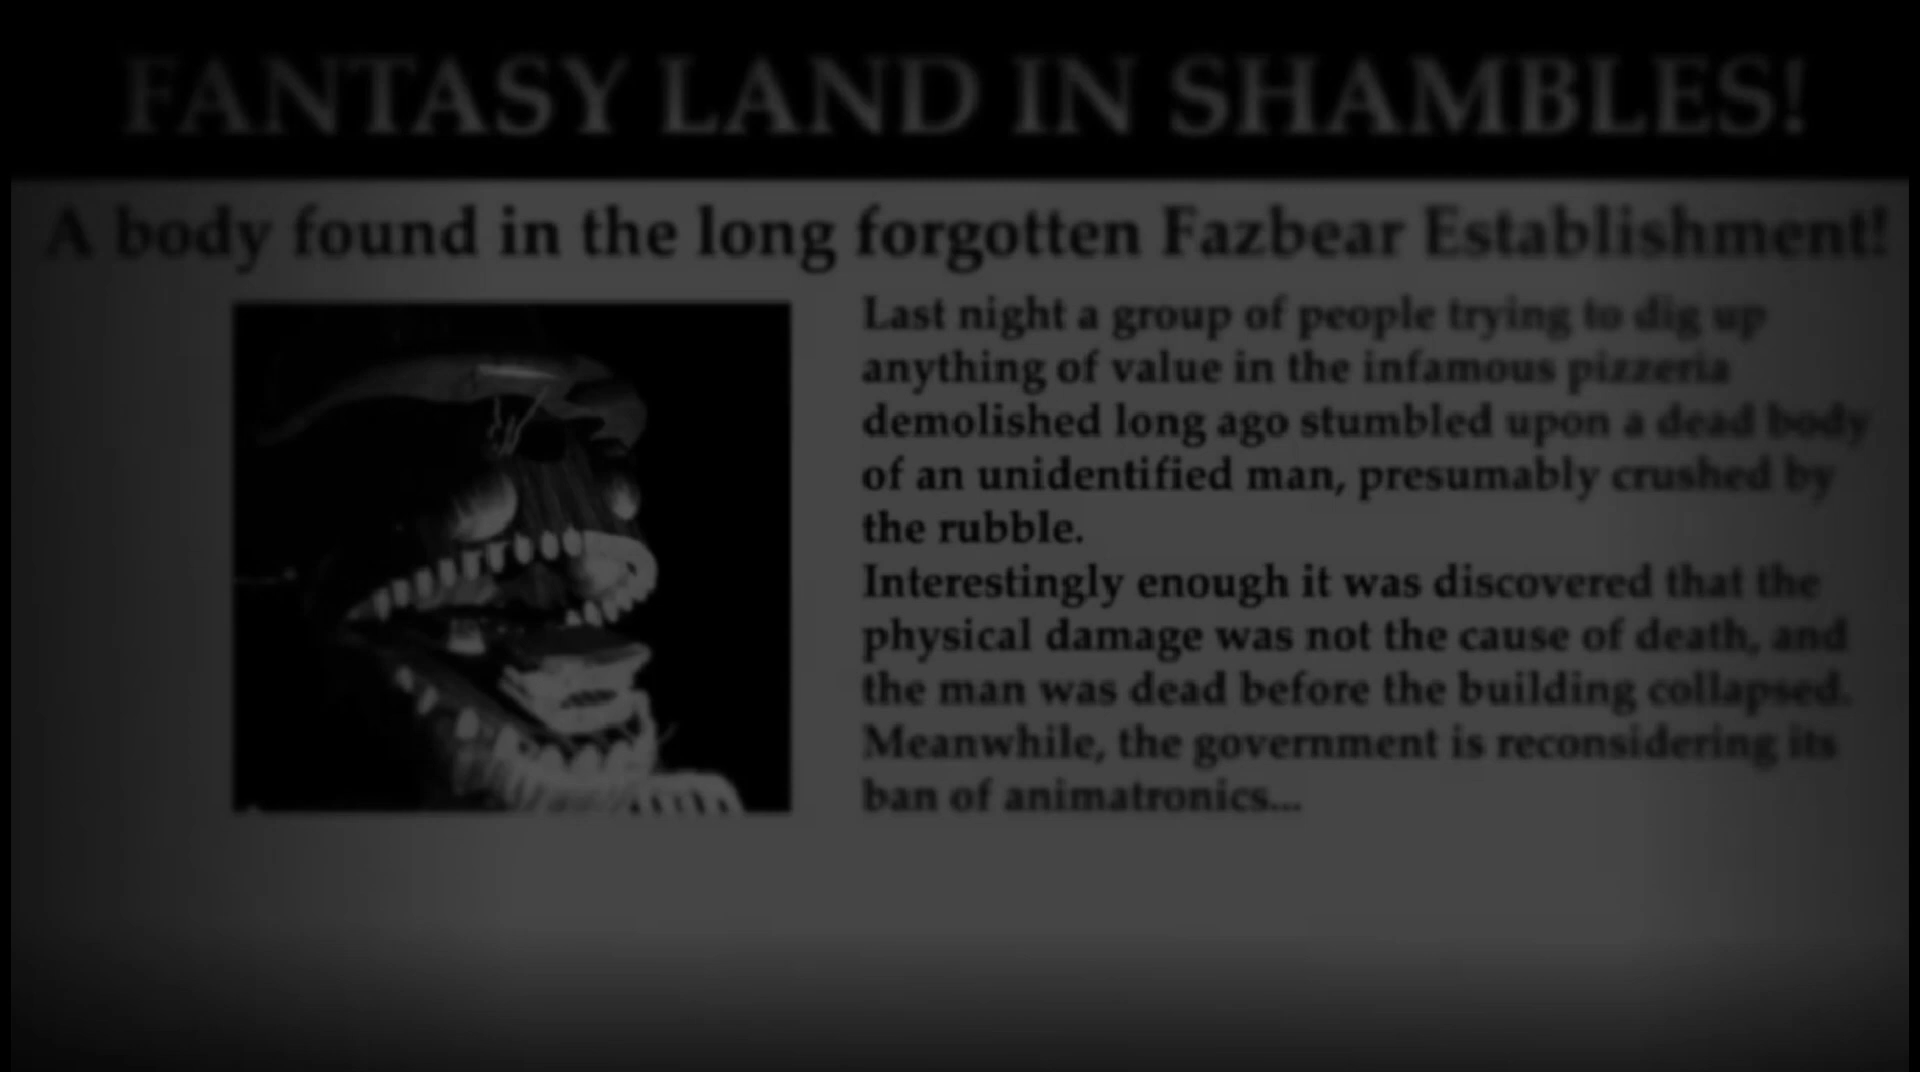 FANTASY LAND IN SHAMBLES!
A body found in the long forgotten Fazbear Establishment!
Last night a group of people trying to dig up
anything of value in the infamous pizzeria
demolished long ago stumbled upon a dead body
of an unidentified man, presumably crushed by
the rubble.
Interestingly enough it was discovered that the
physical damage was not the cause of death, and
the man was dead before the building collapsed.
Meanwhile, the government is reconsidering its
ban of animatronics...